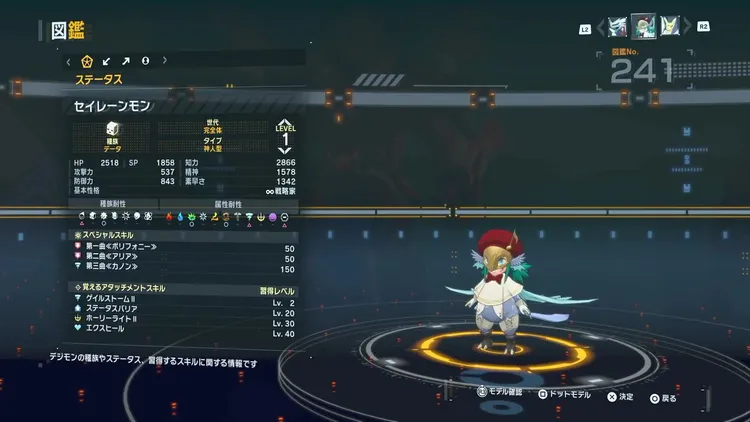 図鑑
L2
R2
図鑑No.
241
ステータス
セイレーンモン
種族
データ
世代
完全体
タイプ
神人型
LEVEL
1
HP 2518 SP 1858 知力 2866
攻撃力 537 精神 1578
防御力 843 素早さ 1342
基本性格 ∞戦略家
種族耐性 属性耐性
スペシャルスキル
第一曲≪ポリフォニー≫ 50
第二曲≪アリア≫ 50
第三曲≪カノン≫ 150
覚えるアタッチメントスキル 習得レベル
ゲイルストームⅡ Lv. 2
ステータスバリア Lv. 20
ホーリーライトⅡ Lv. 30
エクスヒール Lv. 40
デジモンの種族やステータス、習得するスキルに関する情報です
R3 モデル確認 ドットモデル 決定 戻る